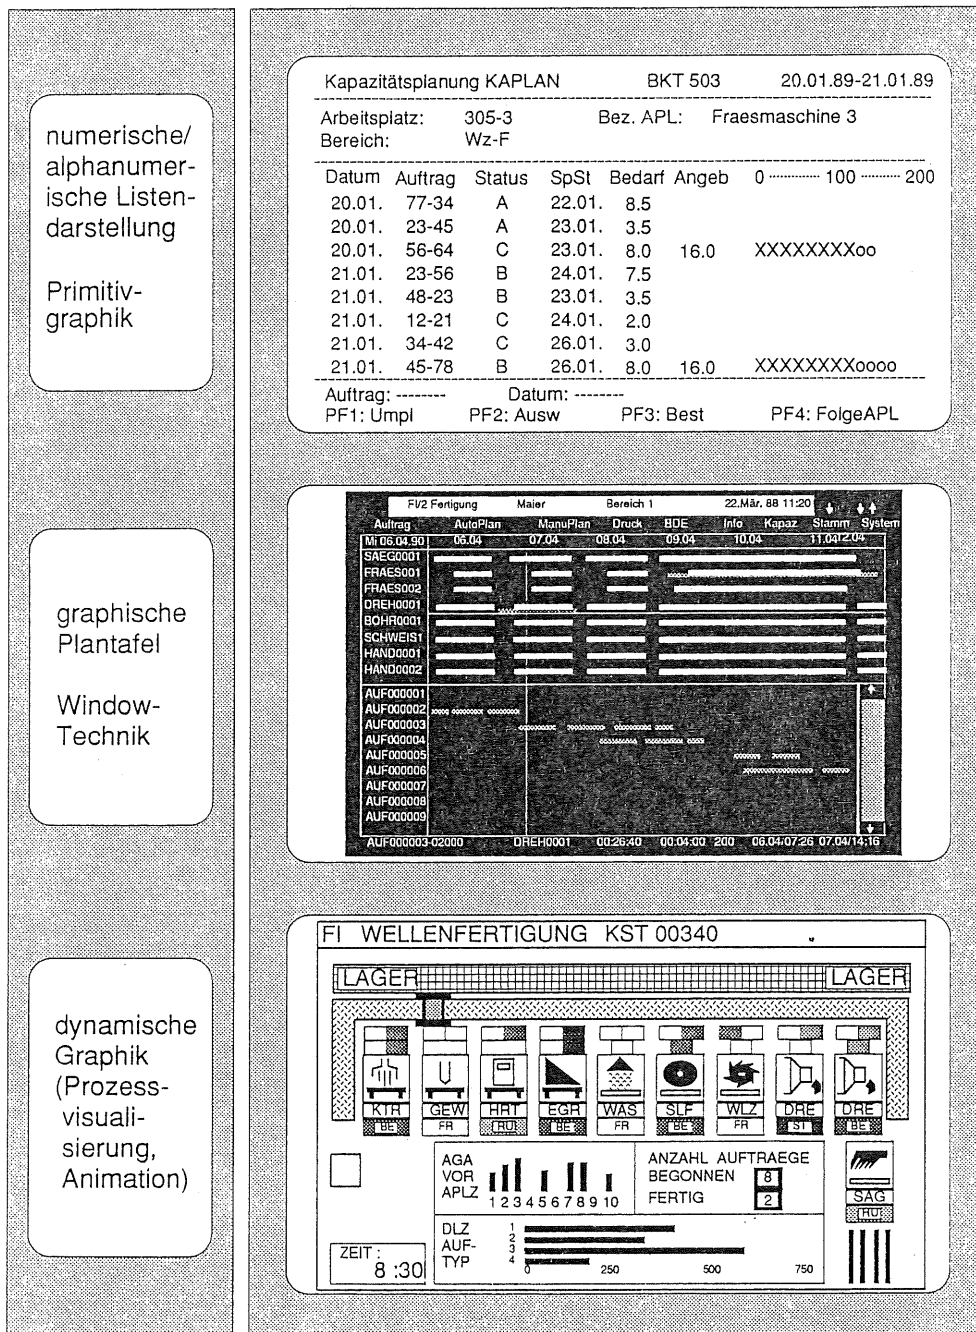 numerische/
alphanumer-
ische Listen-
darstellung
Primitiv-
graphik
Kapazitätsplanung KAPLAN BKT 503 20.01.89-21.01.89
Arbeitsplatz: 305-3 Bez. APL: Fraesmaschine 3
Bereich: Wz-F
Datum Auftrag Status SpSt Bedarf Angeb 0 ------------ 100 ---------- 200
20.01. 77-34 A 22.01. 8.5
20.01. 23-45 A 23.01. 3.5
20.01. 56-64 C 23.01. 8.0 16.0 XXXXXXXXoo
21.01. 23-56 B 24.01. 7.5
21.01. 48-23 B 23.01. 3.5
21.01. 12-21 C 24.01. 2.0
21.01. 34-42 C 26.01. 3.0
21.01. 45-78 B 26.01. 8.0 16.0 XXXXXXXXoooo
Auftrag: -------- Datum: --------
PF1: Umpl PF2: Ausw PF3: Best PF4: FolgeAPL
graphische
Plantafel
Window-
Technik
FI/2 Fertigung Maier Bereich 1 22.Mär. 88 11:20
Auftrag AutoPlan ManuPlan Druck BDE Info Kapaz Stamm System
Mi 06.04.90 06.04 07.04 08.04 09.04 10.04 11.04 12.04
SAEG0001
FRAES001
FRAES002
DREH0001
BOHR0001
SCHWEIS1
HAND0001
HAND0002
AUF000001
AUF000002
AUF000003
AUF000004
AUF000005
AUF000006
AUF000007
AUF000008
AUF000009
AUF000003-02000 DREH0001 00:26:40 00:04:00 200 06.04/07:26 07.04/14:16
dynamische
Graphik
(Prozess-
visuali-
sierung,
Animation)
FI WELLENFERTIGUNG KST 00340
LAGER LAGER
KTR GEW HRT EGR WAS SLF WLZ DRE DRE
BE FR RU BE FR BE FR ST BE
AGA
VOR
APLZ
1 2 3 4 5 6 7 8 9 10
ANZAHL AUFTRAEGE
BEGONNEN 8
FERTIG 2
SAG
RU
DLZ
AUF-
TYP
1
2
3
4
0 250 500 750
ZEIT :
8 :30